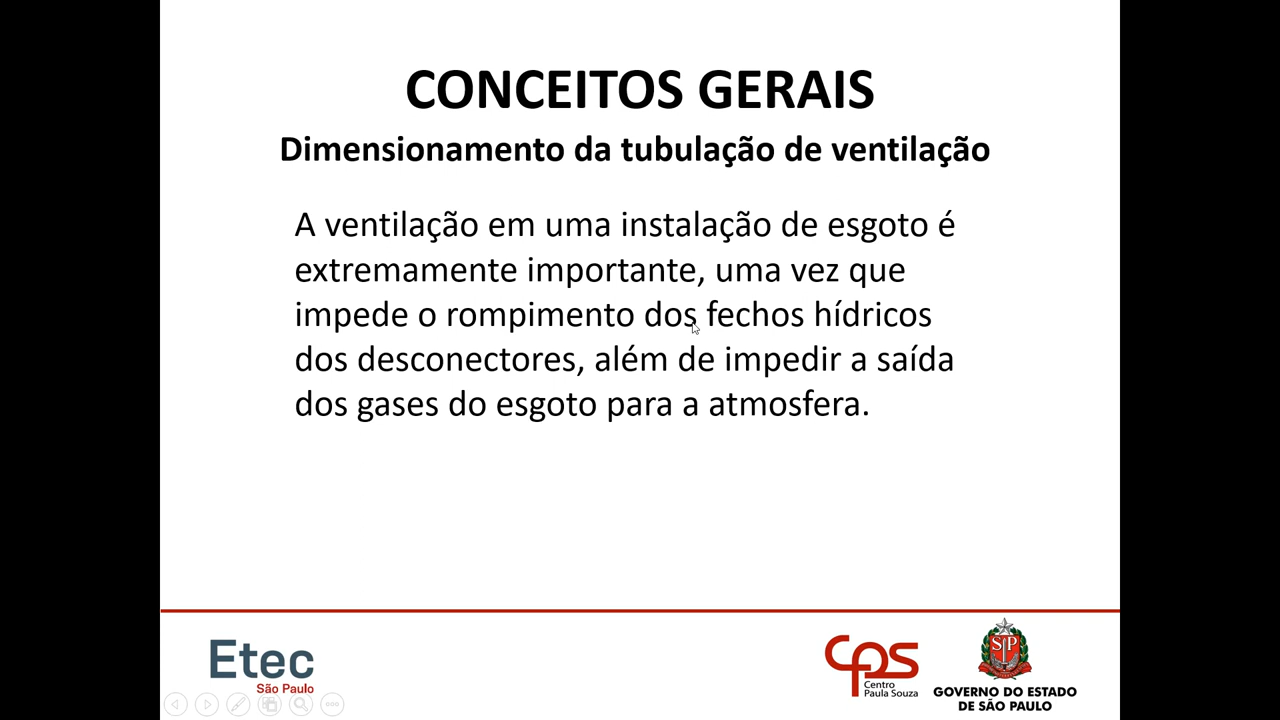 CONCEITOS GERAIS
Dimensionamento da tubulação de ventilação
A ventilação em uma instalação de esgoto é
extremamente importante, uma vez que
impede o rompimento dos fechos hídricos
dos desconectores, além de impedir a saída
dos gases do esgoto para a atmosfera.
Etec
São Paulo
cps
Centro
Paula Souza
SP
GOVERNO DO ESTADO
DE SÃO PAULO